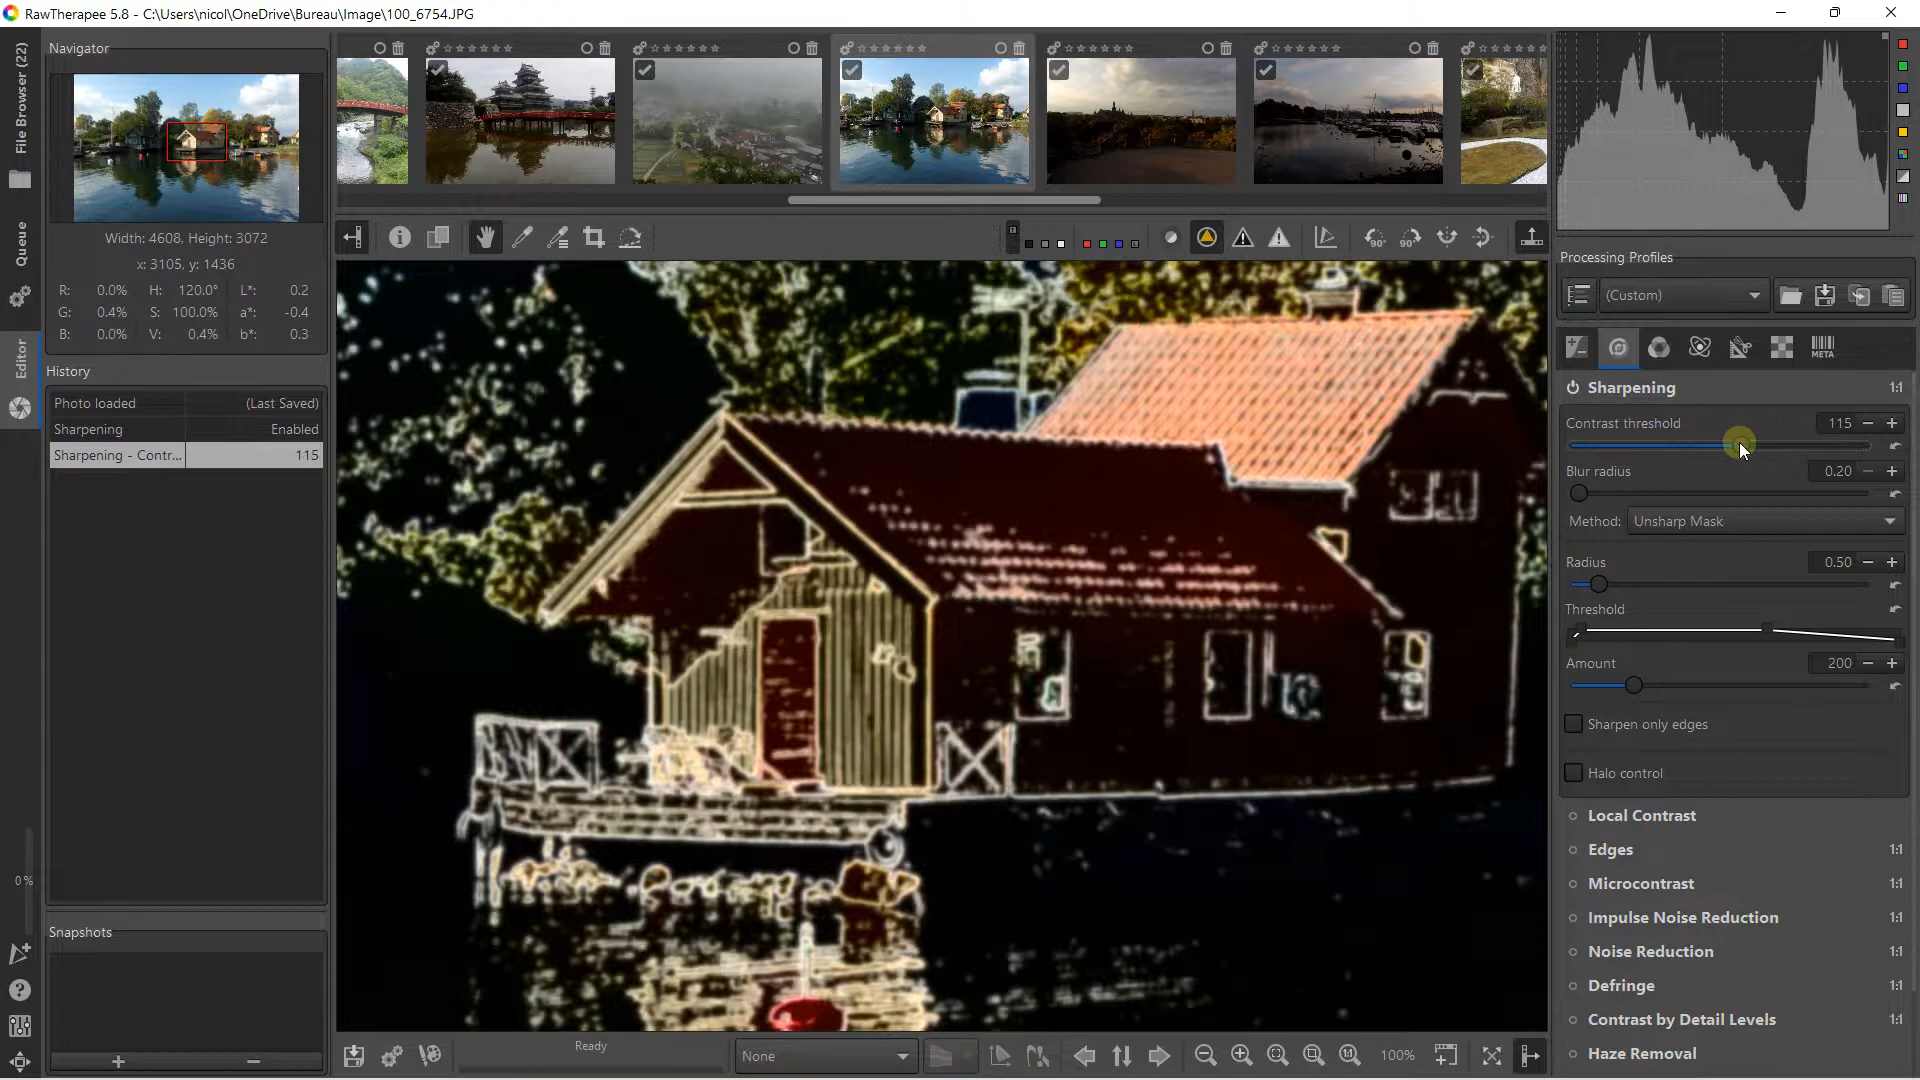 RawTherapee 5.8 - C:\Users\nicol\OneDrive\Bureau\Image\100_6754.JPG
File Browser (22)
Queue
Editor
0 %
Navigator
Width: 4608, Height: 3072
x: 3105, y: 1436
R: 0.0% H: 120.0° L*: 0.2
G: 0.4% S: 100.0% a*: -0.4
B: 0.0% V: 0.4% b*: 0.3
History
Photo loaded (Last Saved)
Sharpening Enabled
Sharpening - Contr... 115
Snapshots
Ready
None
100%
Processing Profiles
(Custom)
META
Sharpening 1:1
Contrast threshold 115
Blur radius 0.20
Method: Unsharp Mask
Radius 0.50
Threshold
Amount 200
Sharpen only edges
Halo control
Local Contrast
Edges 1:1
Microcontrast 1:1
Impulse Noise Reduction 1:1
Noise Reduction 1:1
Defringe 1:1
Contrast by Detail Levels 1:1
Haze Removal